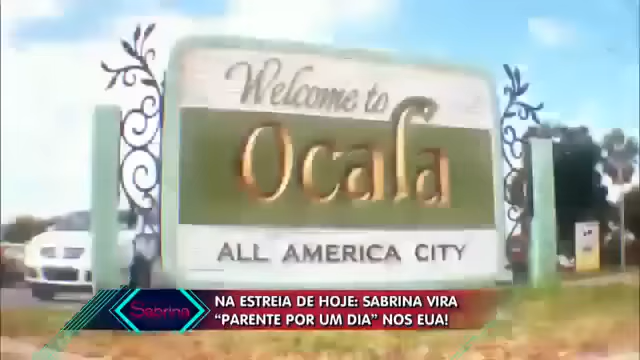 Welcome to
Ocala
ALL AMERICA CITY
Sabrina
NA ESTREIA DE HOJE: SABRINA VIRA
"PARENTE POR UM DIA" NOS EUA!